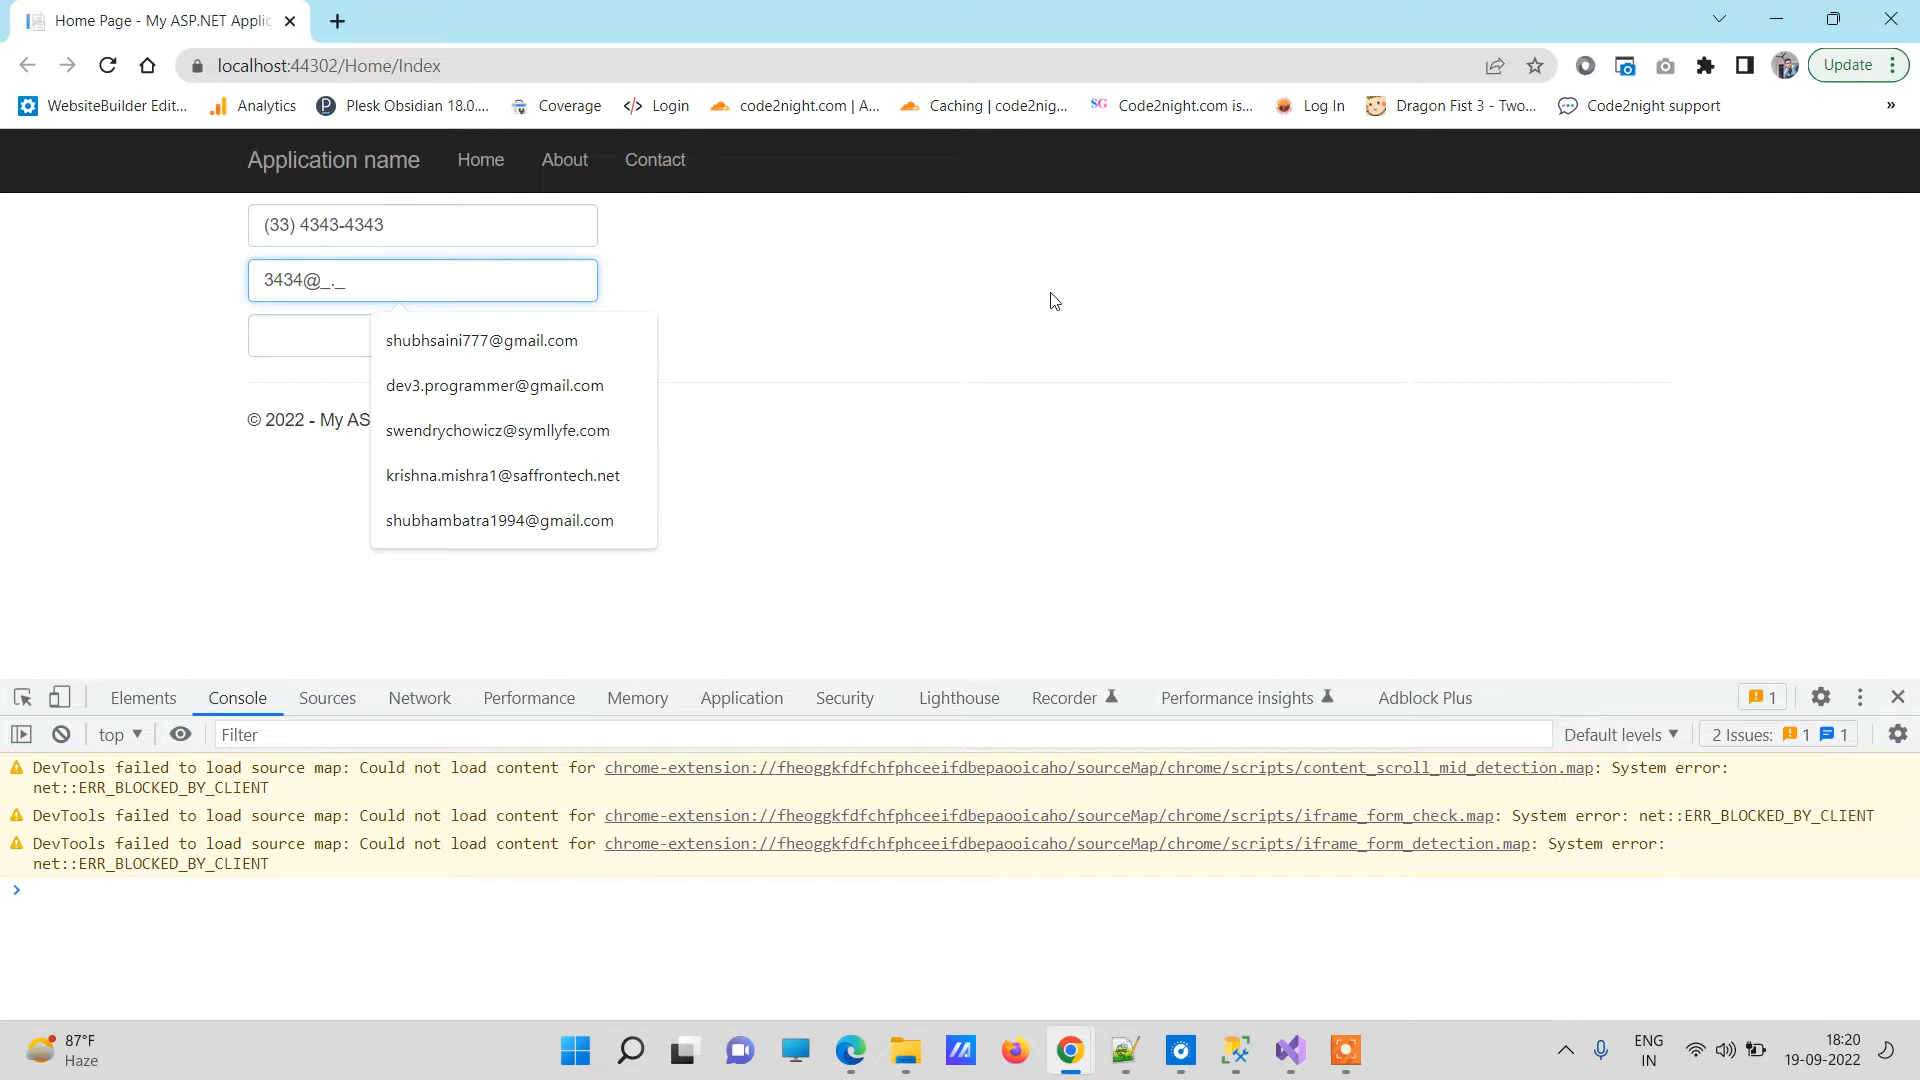 Home Page - My ASP.NET Applic
localhost:44302/Home/Index
Update
WebsiteBuilder Edit...
Analytics
Plesk Obsidian 18.0....
Coverage
Login
code2night.com | A...
Caching | code2nig...
SG
Code2night.com is...
Log In
Dragon Fist 3 - Two...
Code2night support
»
Application name
Home
About
Contact
(33) 4343-4343
3434@_._
shubhsaini777@gmail.com
dev3.programmer@gmail.com
swendrychowicz@symllyfe.com
krishna.mishra1@saffrontech.net
shubhambatra1994@gmail.com
© 2022 - My AS
Elements
Console
Sources
Network
Performance
Memory
Application
Security
Lighthouse
Recorder
Performance insights
Adblock Plus
1
top
Filter
Default levels
2 Issues: 1 1
DevTools failed to load source map: Could not load content for chrome-extension://fheoggkfdfchfphceeifdbepaooicaho/sourceMap/chrome/scripts/content_scroll_mid_detection.map: System error:
net::ERR_BLOCKED_BY_CLIENT
DevTools failed to load source map: Could not load content for chrome-extension://fheoggkfdfchfphceeifdbepaooicaho/sourceMap/chrome/scripts/iframe_form_check.map: System error: net::ERR_BLOCKED_BY_CLIENT
DevTools failed to load source map: Could not load content for chrome-extension://fheoggkfdfchfphceeifdbepaooicaho/sourceMap/chrome/scripts/iframe_form_detection.map: System error:
net::ERR_BLOCKED_BY_CLIENT
87°F
Haze
ENG
IN
18:20
19-09-2022